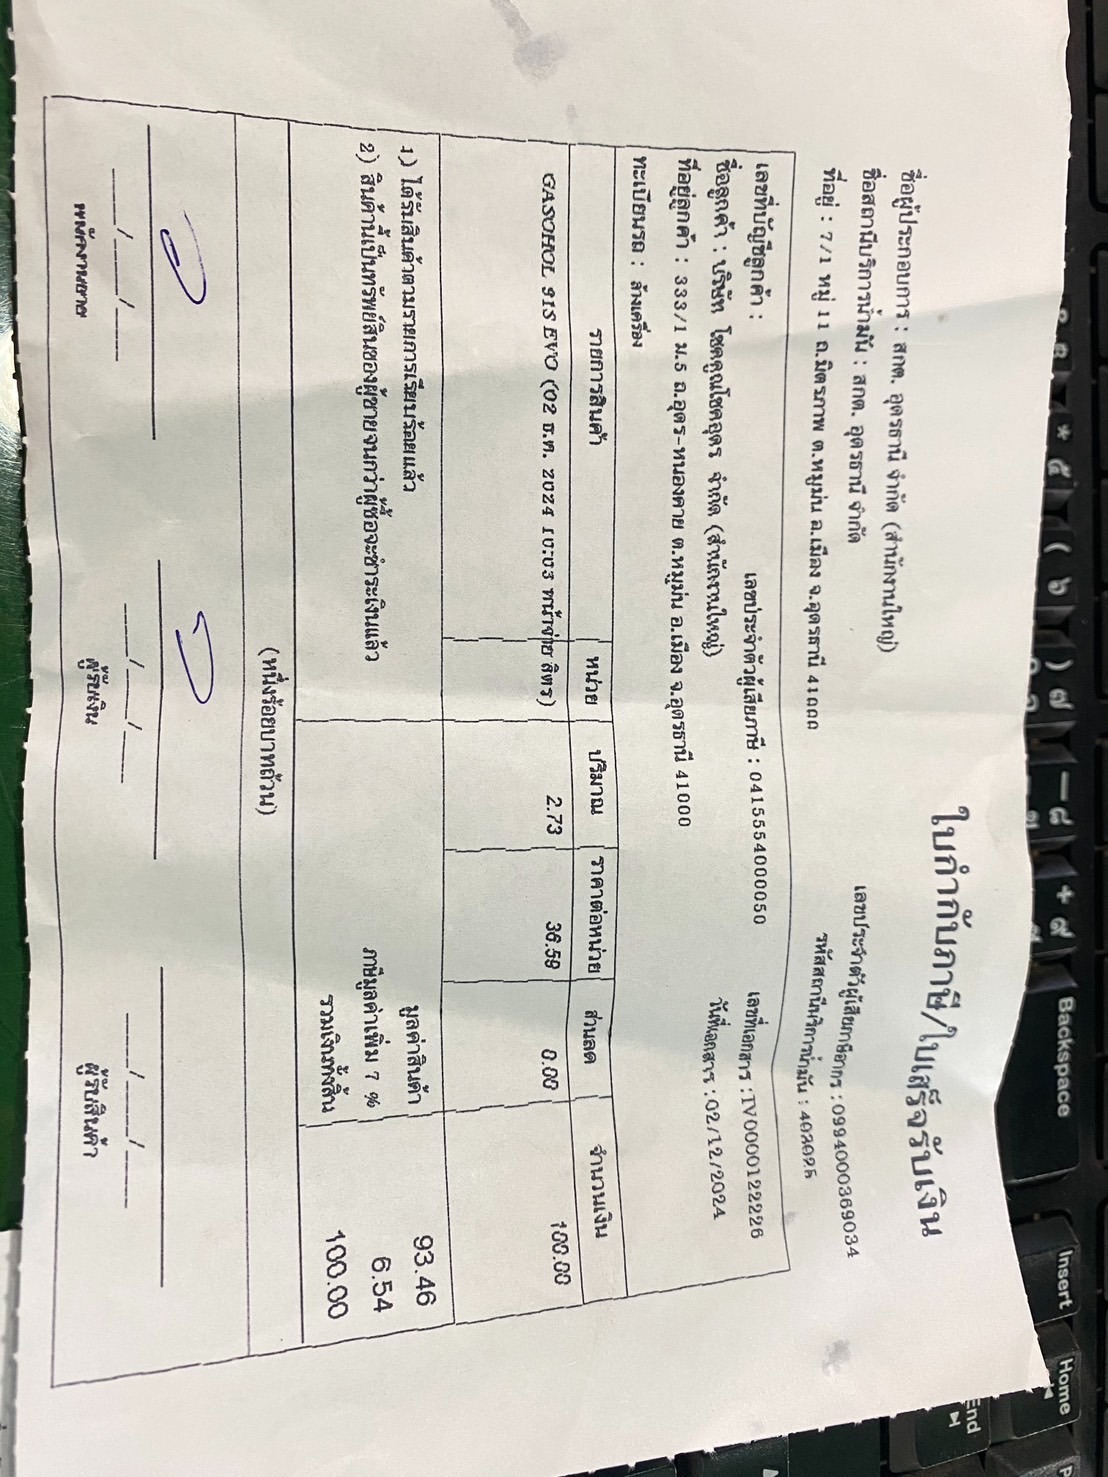 ใบกำกับภาษี/ใบเสร็จรับเงิน
ชื่อผู้ประกอบการ : สกต. อุดรธานี จำกัด (สำนักงานใหญ่) เลขประจำตัวผู้เสียภาษีอากร : 0994000369034
ชื่อสถานีบริการน้ำมัน : สกต. อุดรธานี จำกัด รหัสสถานีบริการน้ำมัน : 403025
ที่อยู่ : 7/1 หมู่ 11 ถ.มิตรภาพ ต.หมูม่น อ.เมือง จ.อุดรธานี 41000
เลขที่บัญชีลูกค้า : เลขประจำตัวผู้เสียภาษี : 0415554000050 เลขที่เอกสาร : IV0000122226
ชื่อลูกค้า : บริษัท โชคคูณโชคอุดร จำกัด (สำนักงานใหญ่) วันที่เอกสาร : 02/12/2024
ที่อยู่ลูกค้า : 333/1 ม.5 ถ.อุดร-หนองคาย ต.หมูม่น อ.เมือง จ.อุดรธานี 41000
ทะเบียนรถ : ล้างเครื่อง
รายการสินค้า หน่วย ปริมาณ ราคาต่อหน่วย ส่วนลด จำนวนเงิน
GASOHOL 91S EVO (02 ธ.ค. 2024 10:03 หน้าจ่าย ลิตร) 2.73 36.59 0.00 100.00
1) ได้รับสินค้าตามรายการเรียบร้อยแล้ว มูลค่าสินค้า 93.46
2) สินค้านี้เป็นทรัพย์สินของผู้ขายจนกว่าผู้ซื้อจะชำระเงินแล้ว ภาษีมูลค่าเพิ่ม 7 % 6.54
รวมเงินทั้งสิ้น 100.00
(หนึ่งร้อยบาทถ้วน)
___/___/___ ___/___/___ ___/___/___
พนักงานขาย ผู้รับเงิน ผู้รับสินค้า
Backspace
Insert
Home
End